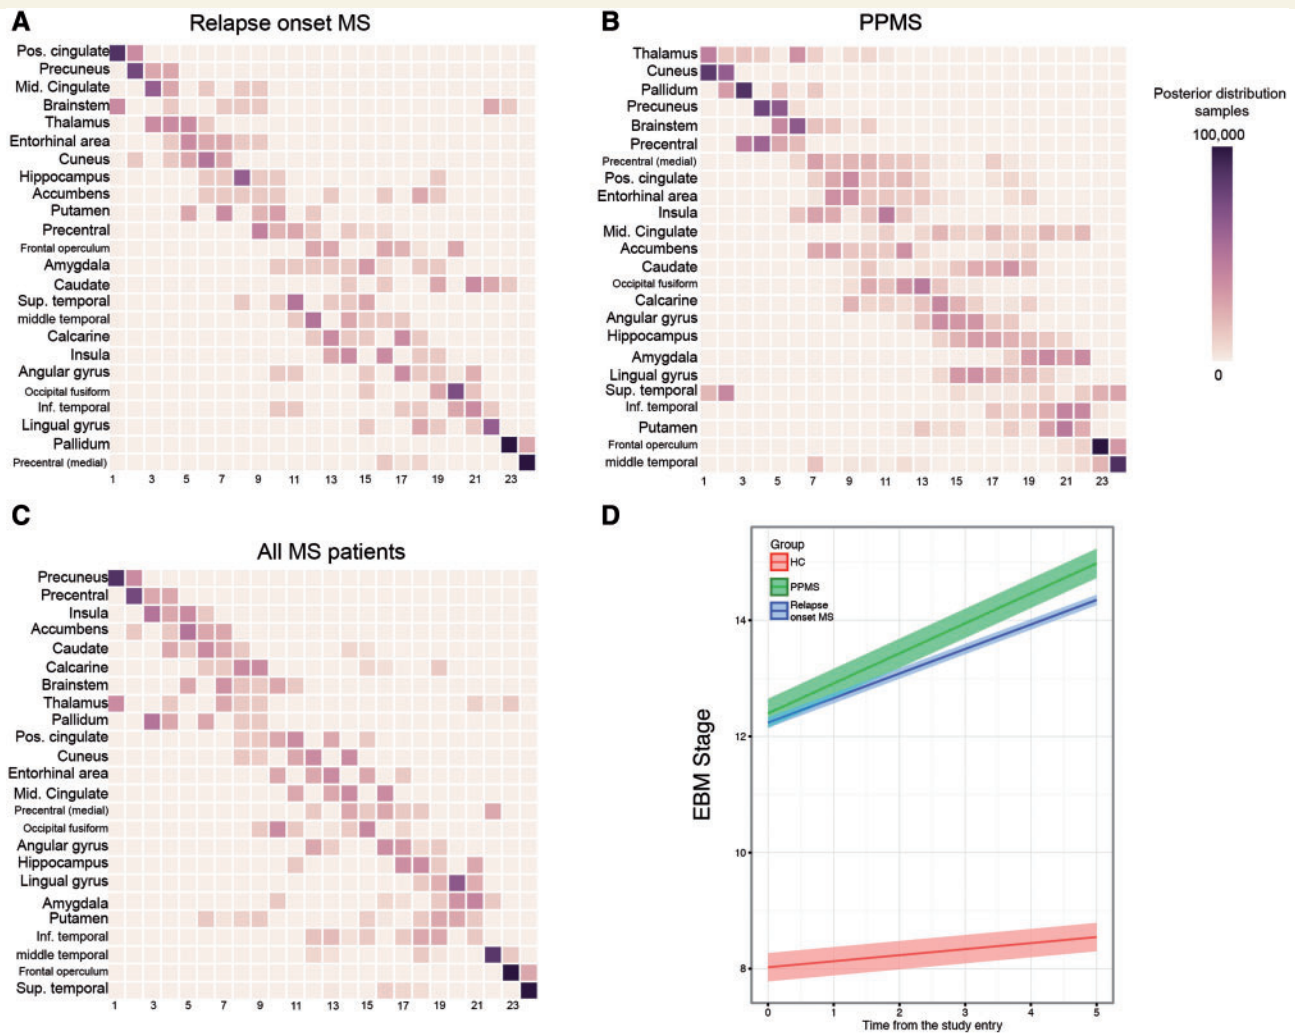 A
Relapse onset MS
Pos. cingulate
Precuneus
Mid. Cingulate
Brainstem
Thalamus
Entorhinal area
Cuneus
Hippocampus
Accumbens
Putamen
Precentral
Frontal operculum
Amygdala
Caudate
Sup. temporal
middle temporal
Calcarine
Insula
Angular gyrus
Occipital fusiform
Inf. temporal
Lingual gyrus
Pallidum
Precentral (medial)
1 3 5 7 9 11 13 15 17 19 21 23
B
PPMS
Thalamus
Cuneus
Pallidum
Precuneus
Brainstem
Precentral
Precentral (medial)
Pos. cingulate
Entorhinal area
Insula
Mid. Cingulate
Accumbens
Caudate
Occipital fusiform
Calcarine
Angular gyrus
Hippocampus
Amygdala
Lingual gyrus
Sup. temporal
Inf. temporal
Putamen
Frontal operculum
middle temporal
1 3 5 7 9 11 13 15 17 19 21 23
Posterior distribution
samples
100,000
0
C
All MS patients
Precuneus
Precentral
Insula
Accumbens
Caudate
Calcarine
Brainstem
Thalamus
Pallidum
Pos. cingulate
Cuneus
Entorhinal area
Mid. Cingulate
Precentral (medial)
Occipital fusiform
Angular gyrus
Hippocampus
Lingual gyrus
Amygdala
Putamen
Inf. temporal
middle temporal
Frontal operculum
Sup. temporal
1 3 5 7 9 11 13 15 17 19 21 23
D
Group
HC
PPMS
Relapse
onset MS
EBM Stage
14
12
10
8
0 1 2 3 4 5
Time from the study entry